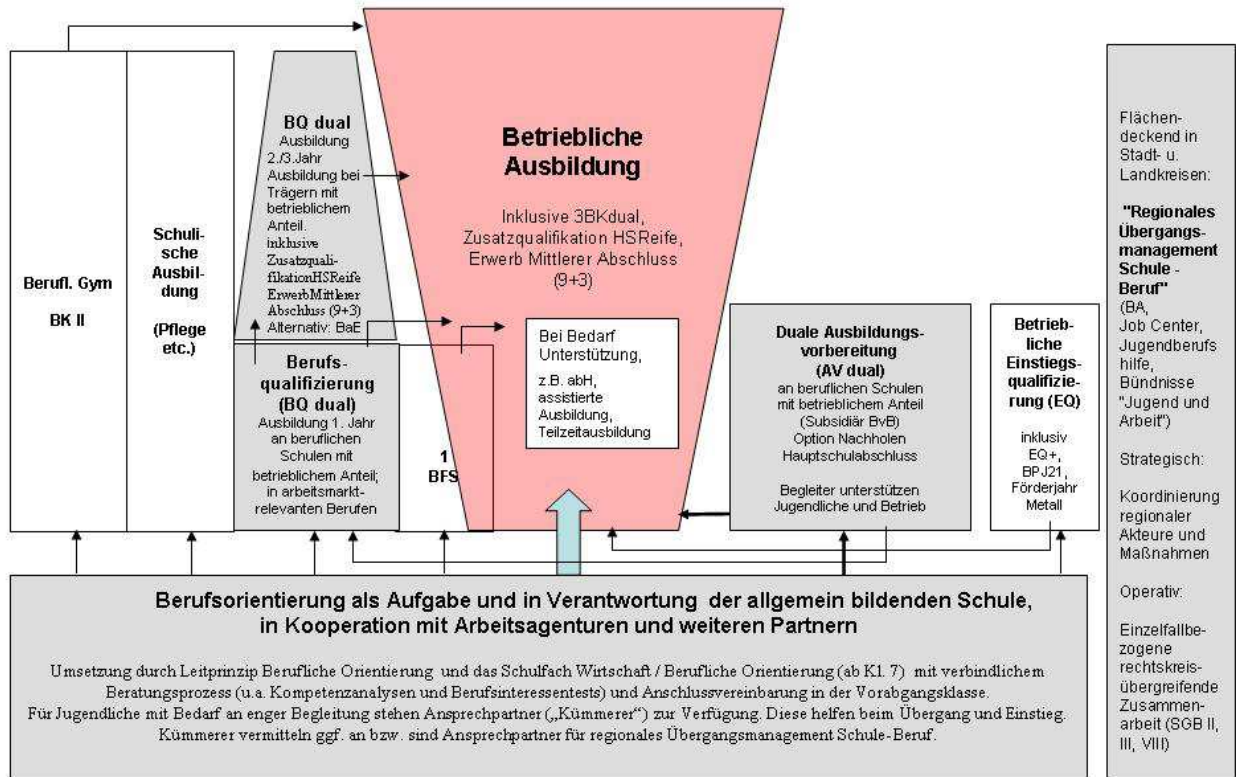 Berufl. Gym
BK II
Schuli-
sche
Ausbil-
dung
(Pflege
etc.)
BQ dual
Ausbildung
2./3.Jahr
Ausbildung bei
Trägern mit
betrieblichem
Anteil.
inklusive
Zusatzquali-
fikationHSReife
ErwerbMittlerer
Abschluss (9+3)
Alternativ: BaE
Berufs-
qualifizierung
(BQ dual)
Ausbildung 1. Jahr
an beruflichen
Schulen mit
betrieblichem Anteil;
in arbeitsmarkt-
relevanten Berufen
1
BFS
Betriebliche
Ausbildung
Inklusive 3BKdual,
Zusatzqualifikation HSReife,
Erwerb Mittlerer Abschluss
(9+3)
Bei Bedarf
Unterstützung,
z.B. abH,
assistierte
Ausbildung,
Teilzeitausbildung
Duale Ausbildungs-
vorbereitung
(AV dual)
an beruflichen Schulen
mit betrieblichem Anteil
(Subsidiär BvB)
Option Nachholen
Hauptschulabschluss
Begleiter unterstützen
Jugendliche und Betrieb
Betrieb-
liche
Einstiegs-
qualifizie-
rung (EQ)
inklusiv
EQ+,
BPJ21,
Förderjahr
Metall
Flächen-
deckend in
Stadt- u.
Landkreisen:
"Regionales
Übergangs-
management
Schule -
Beruf"
(BA,
Job Center,
Jugendberufs
hilfe,
Bündnisse
"Jugend und
Arbeit")
Strategisch:
Koordinierung
regionaler
Akteure und
Maßnahmen
Operativ:
Einzelfallbe-
zogene
rechtskreis-
übergreifende
Zusammen-
arbeit (SGB II,
III, VIII)
Berufsorientierung als Aufgabe und in Verantwortung der allgemein bildenden Schule,
in Kooperation mit Arbeitsagenturen und weiteren Partnern
Umsetzung durch Leitprinzip Berufliche Orientierung und das Schulfach Wirtschaft / Berufliche Orientierung (ab Kl. 7) mit verbindlichem
Beratungsprozess (u.a. Kompetenzanalysen und Berufsinteressentests) und Anschlussvereinbarung in der Vorabgangsklasse.
Für Jugendliche mit Bedarf an enger Begleitung stehen Ansprechpartner („Kümmerer“) zur Verfügung. Diese helfen beim Übergang und Einstieg.
Kümmerer vermitteln ggf. an bzw. sind Ansprechpartner für regionales Übergangsmanagement Schule-Beruf.